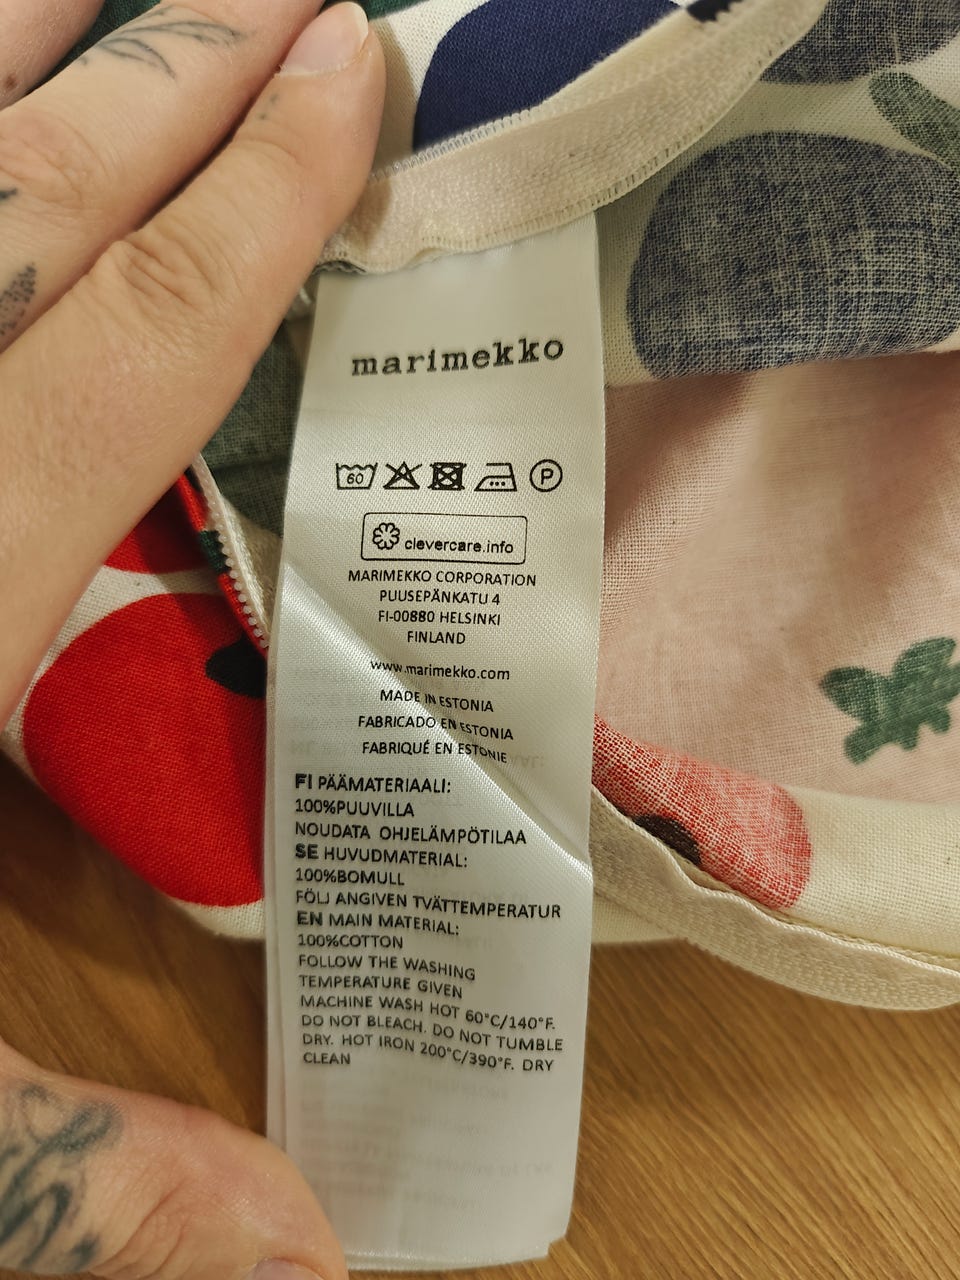 marimekko
60
P
clevercare.info
MARIMEKKO CORPORATION
PUUSEPÄNKATU 4
FI-00880 HELSINKI
FINLAND
www.marimekko.com
MADE IN ESTONIA
FABRICADO EN ESTONIA
FABRIQUÉ EN ESTONIE
FI PÄÄMATERIAALI:
100%PUUVILLA
NOUDATA OHJELÄMPÖTILAA
SE HUVUDMATERIAL:
100%BOMULL
FÖLJ ANGIVEN TVÄTTEMPERATUR
EN MAIN MATERIAL:
100%COTTON
FOLLOW THE WASHING
TEMPERATURE GIVEN
MACHINE WASH HOT 60°C/140°F.
DO NOT BLEACH. DO NOT TUMBLE
DRY. HOT IRON 200°C/390°F. DRY
CLEAN